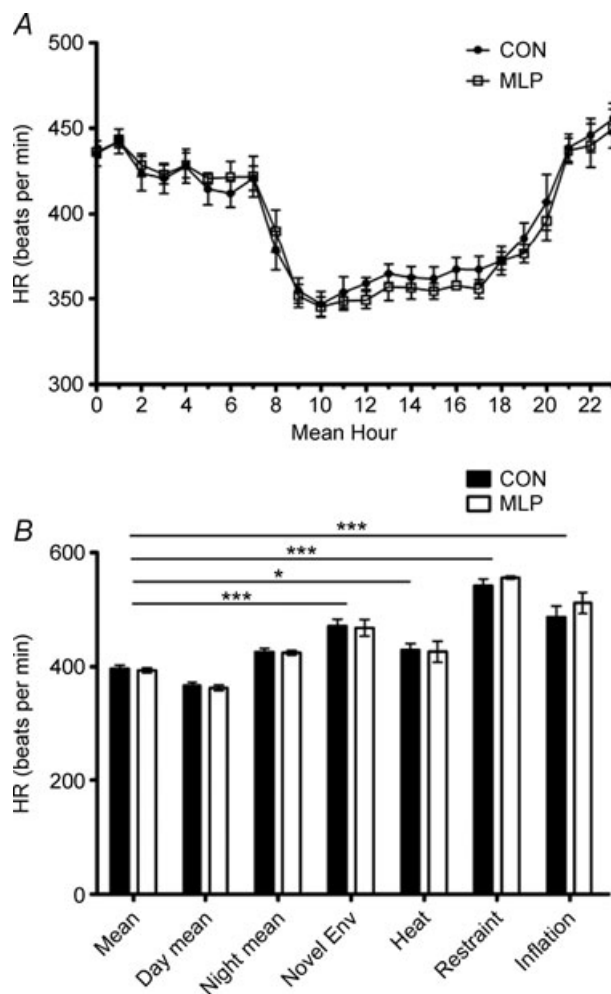 A
500
CON
MLP
450
400
350
300
HR (beats per min)
0 2 4 6 8 10 12 14 16 18 20 22
Mean Hour
CON
MLP
B
***
***
*
***
600
400
200
0
HR (beats per min)
Mean
Day mean
Night mean
Novel Env
Heat
Restraint
Inflation